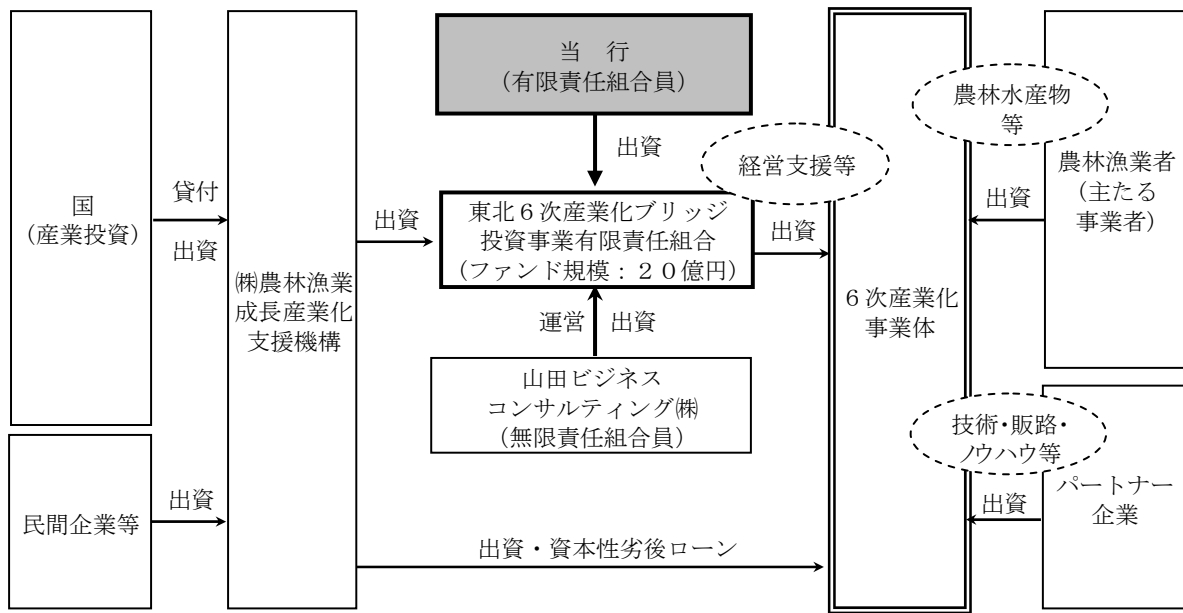 国
（産業投資）
民間企業等
貸付
出資
出資
㈱農林漁業
成長産業化
支援機構
出資
当　行
（有限責任組合員）
出資
東北６次産業化ブリッジ
投資事業有限責任組合
（ファンド規模：２０億円）
運営
出資
山田ビジネス
コンサルティング㈱
（無限責任組合員）
出資・資本性劣後ローン
経営支援等
出資
６次産業化
事業体
農林水産物
等
出資
農林漁業者
（主たる
事業者）
技術・販路・
ノウハウ等
出資
パートナー
企業